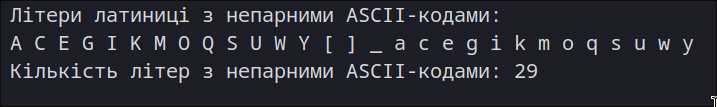 Літери латиниці з непарними ASCII-кодами:
A C E G I K M O Q S U W Y [ ] _ a c e g i k m o q s u w y
Кількість літер з непарними ASCII-кодами: 29